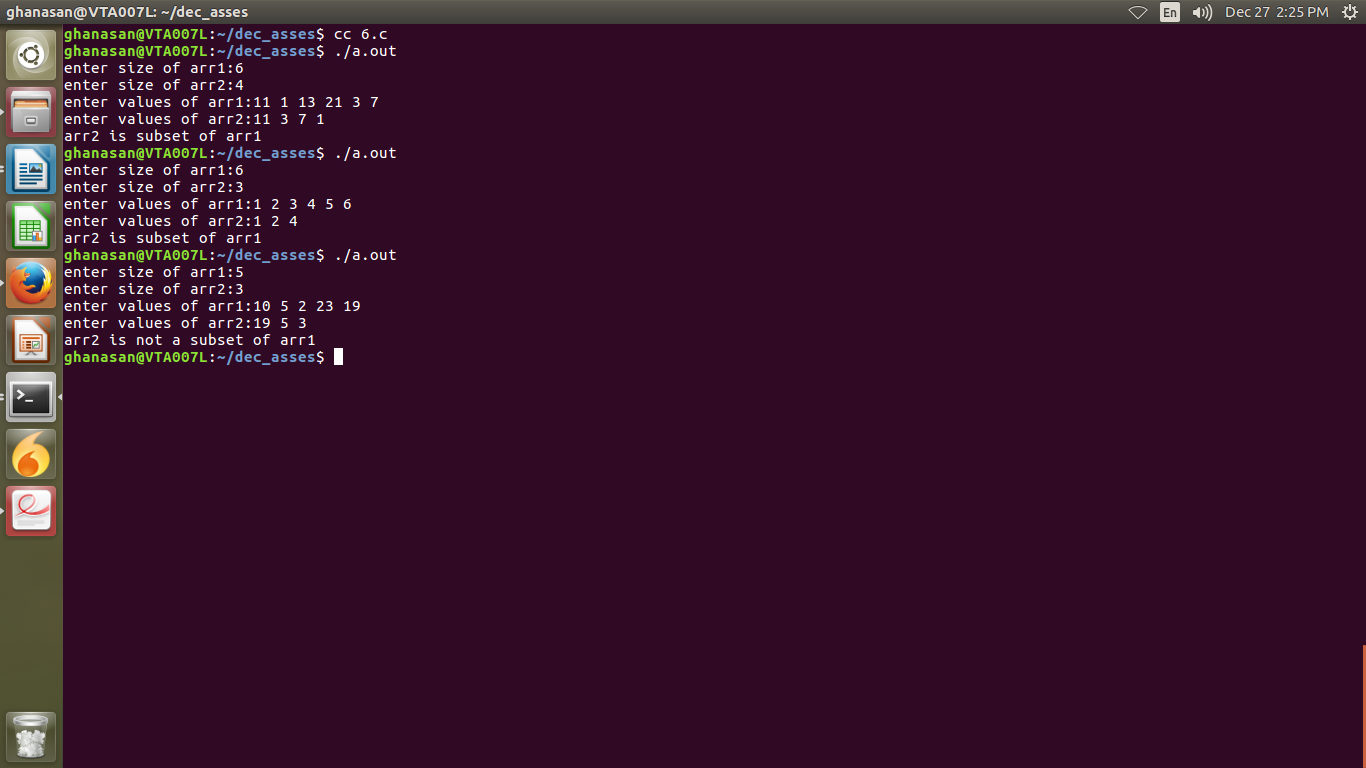 ghanasan@VTA007L: ~/dec_asses
En
Dec 27 2:25 PM
ghanasan@VTA007L:~/dec_asses$ cc 6.c
ghanasan@VTA007L:~/dec_asses$ ./a.out
enter size of arr1:6
enter size of arr2:4
enter values of arr1:11 1 13 21 3 7
enter values of arr2:11 3 7 1
arr2 is subset of arr1
ghanasan@VTA007L:~/dec_asses$ ./a.out
enter size of arr1:6
enter size of arr2:3
enter values of arr1:1 2 3 4 5 6
enter values of arr2:1 2 4
arr2 is subset of arr1
ghanasan@VTA007L:~/dec_asses$ ./a.out
enter size of arr1:5
enter size of arr2:3
enter values of arr1:10 5 2 23 19
enter values of arr2:19 5 3
arr2 is not a subset of arr1
ghanasan@VTA007L:~/dec_asses$